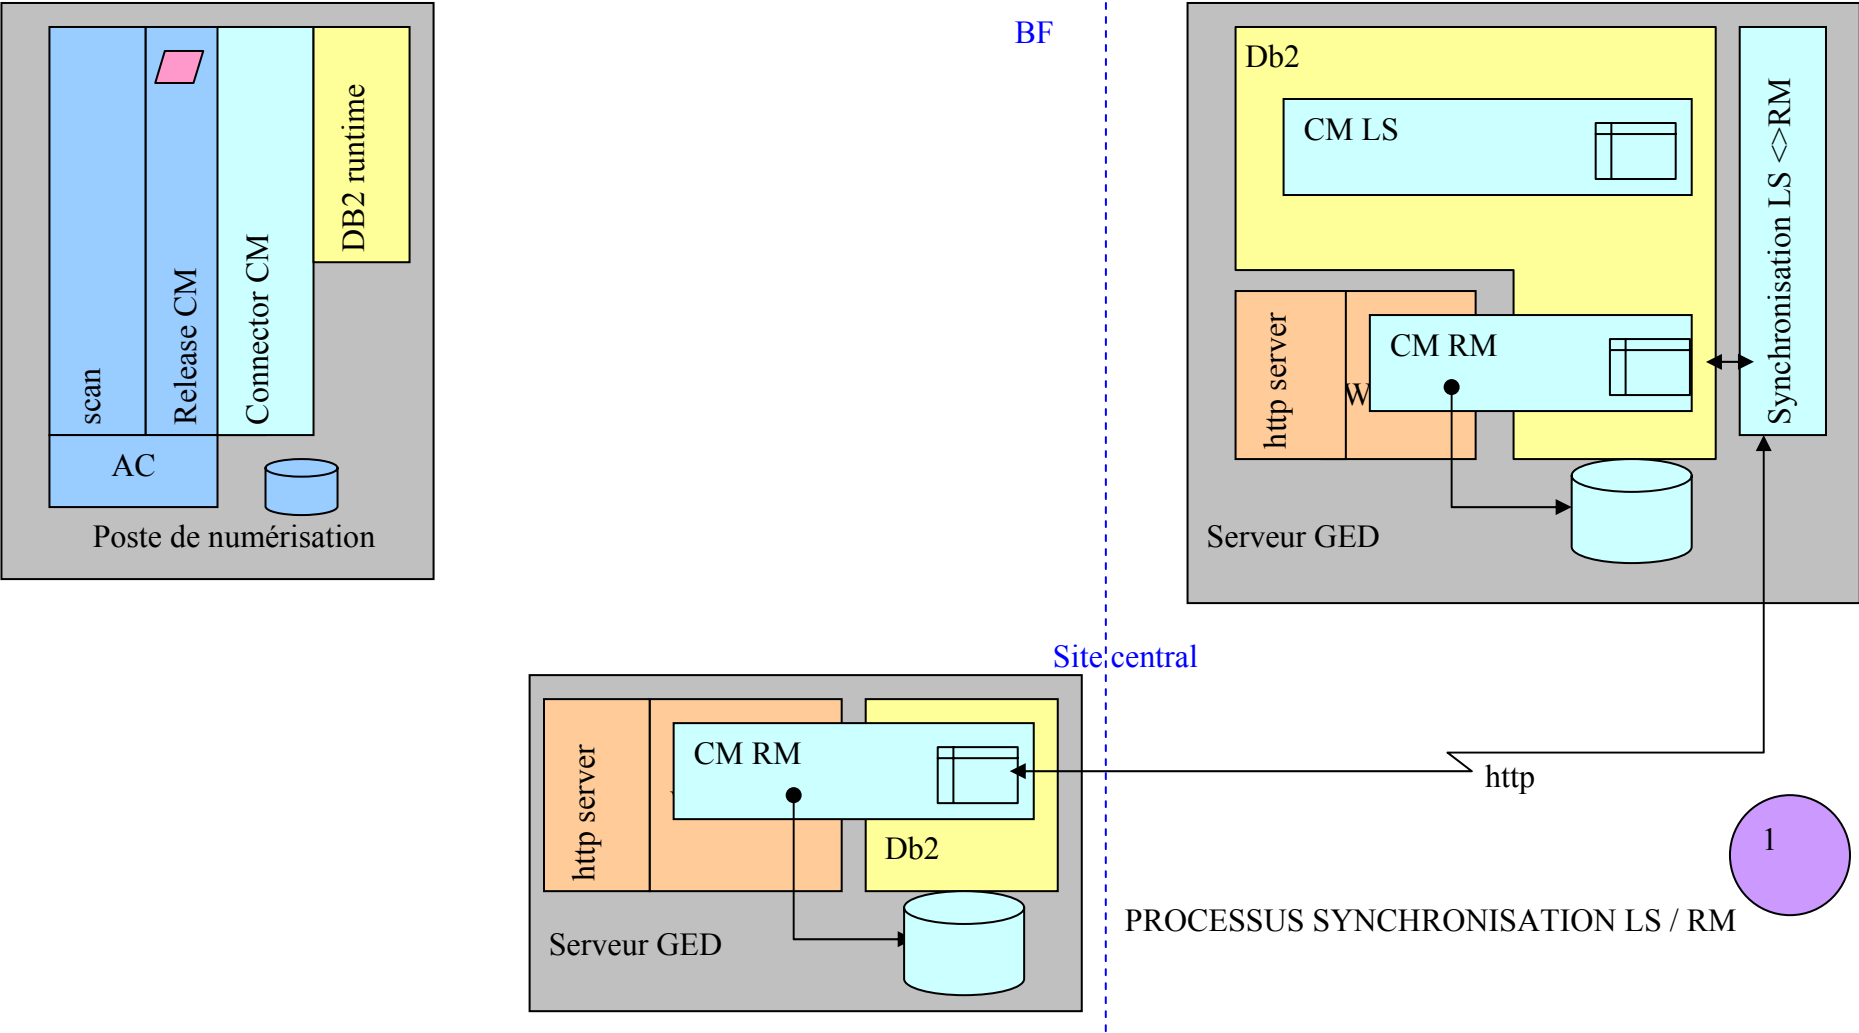 BF
Db2
CM LS
Synchronisation LS <>RM
scan
Release CM
Connector CM
DB2 runtime
AC
Poste de numérisation
http server
W
CM RM
Serveur GED
Site central
http server
CM RM
Db2
Serveur GED
http
1
PROCESSUS SYNCHRONISATION LS / RM